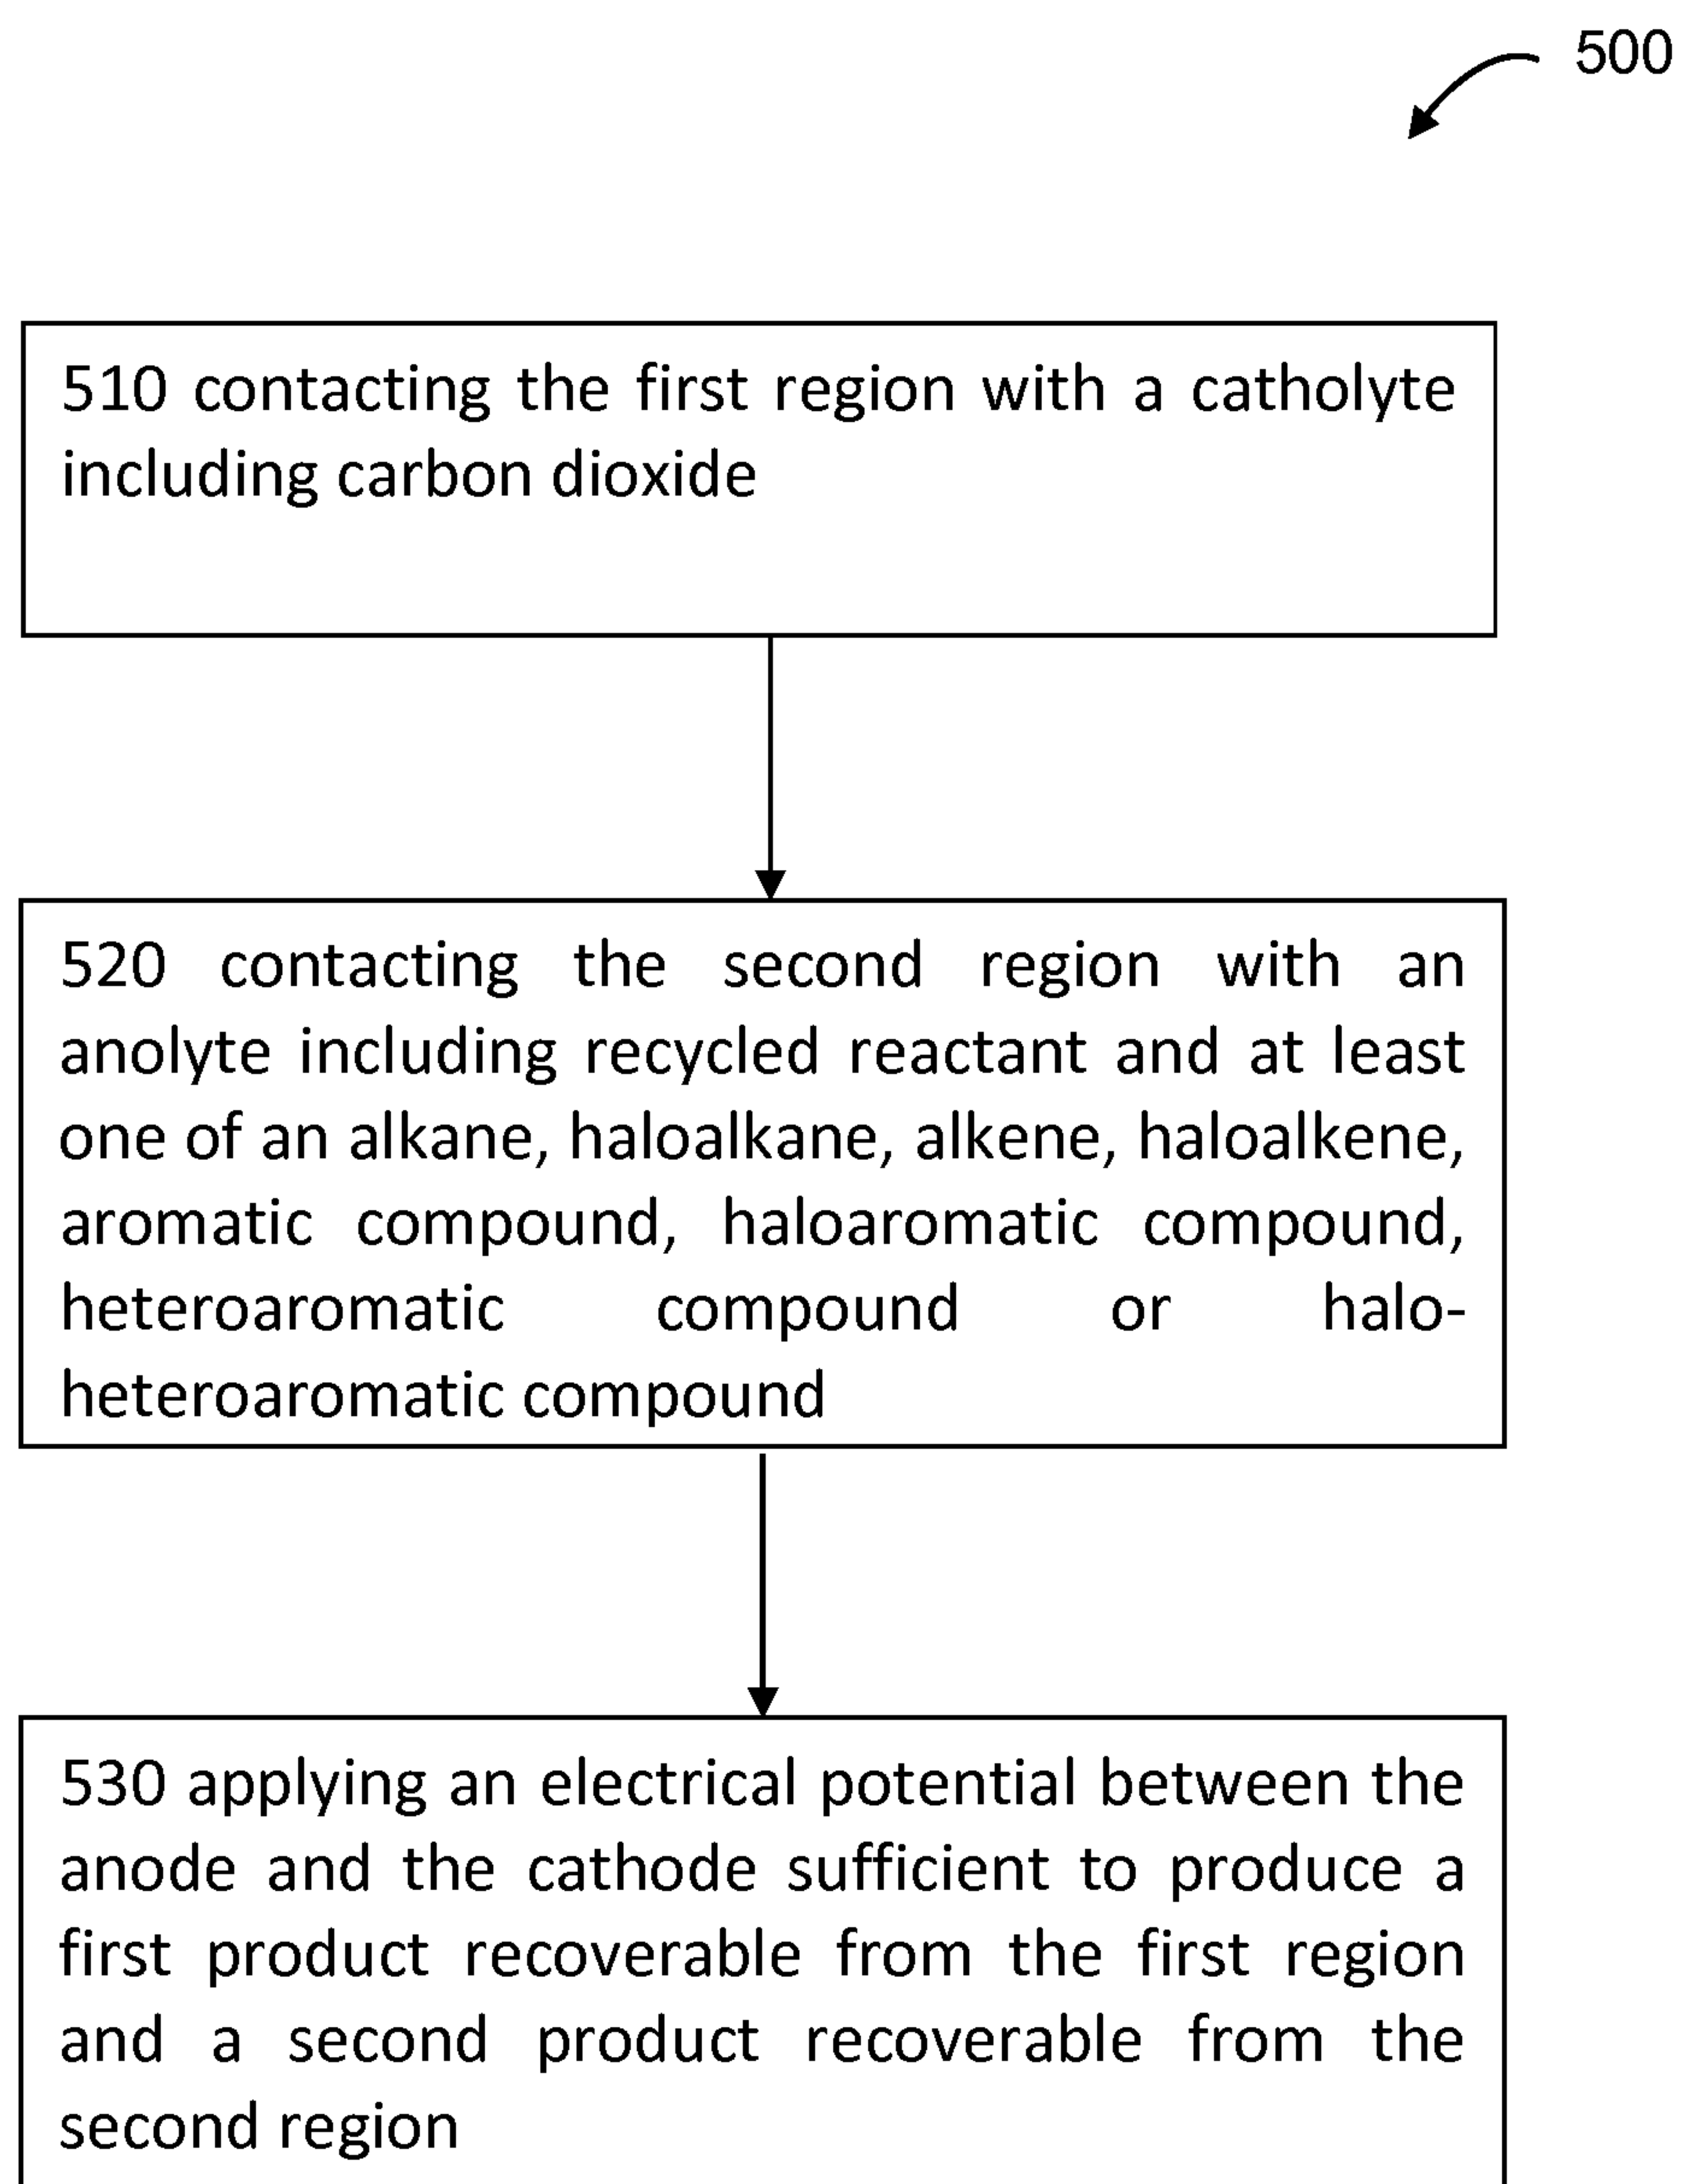 500
510 contacting the first region with a catholyte
including carbon dioxide
520 contacting the second region with an
anolyte including recycled reactant and at least
one of an alkane, haloalkane, alkene, haloalkene,
aromatic compound, haloaromatic compound,
heteroaromatic compound or halo-
heteroaromatic compound
530 applying an electrical potential between the
anode and the cathode sufficient to produce a
first product recoverable from the first region
and a second product recoverable from the
second region